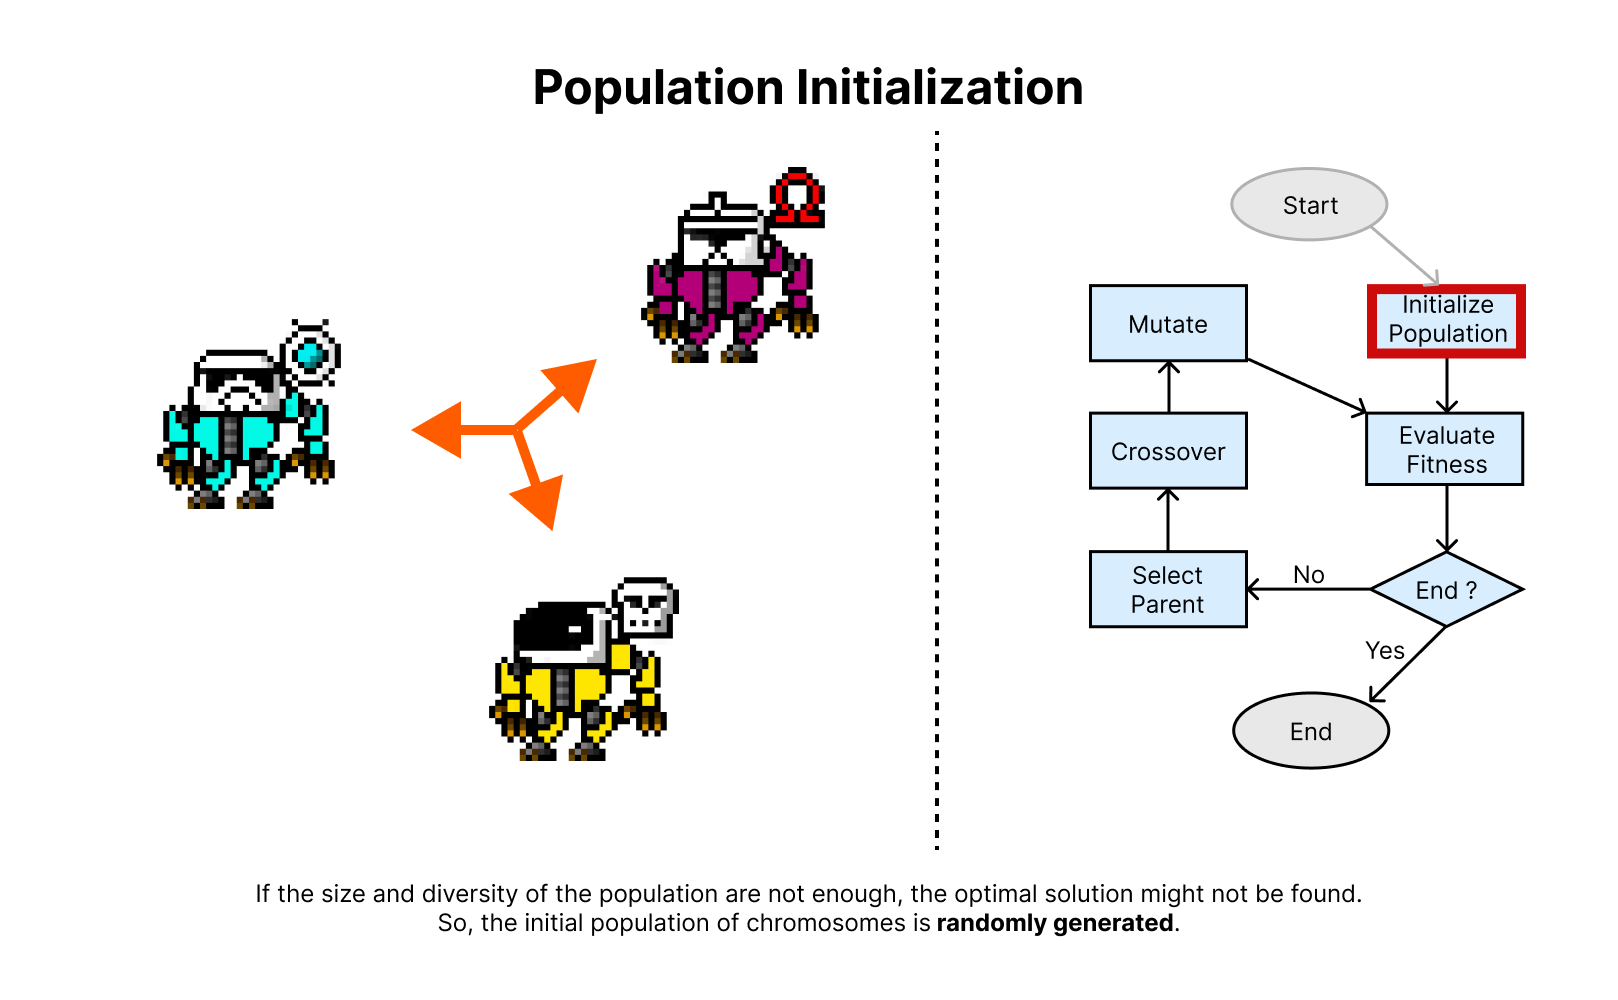 Population Initialization
Start
Initialize
Population
Mutate
Evaluate
Fitness
Crossover
Select
Parent
No
End ?
Yes
End
If the size and diversity of the population are not enough, the optimal solution might not be found.
So, the initial population of chromosomes is randomly generated.